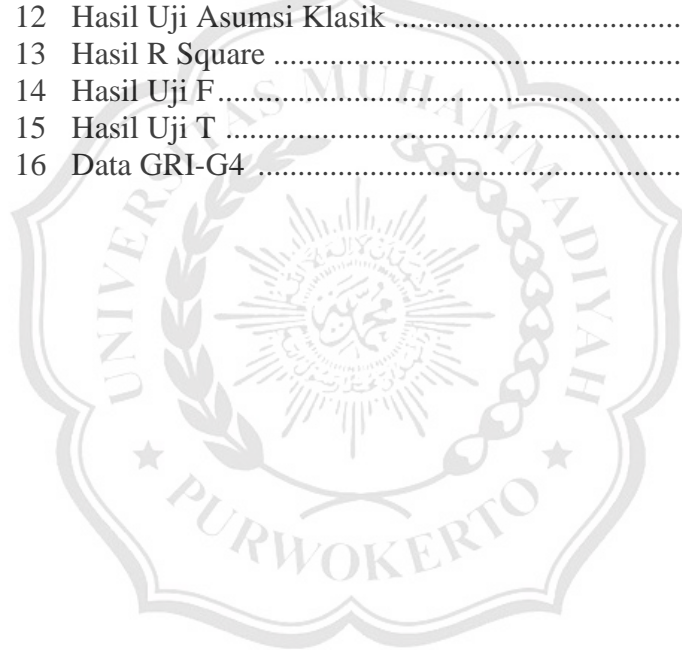 12 Hasil Uji Asumsi Klasik ....................................
13 Hasil R Square ...................................................
14 Hasil Uji F..........................................................
15 Hasil Uji T .........................................................
16 Data GRI-G4 .....................................................
UNIVERSITAS MUHAMMADIYAH
PURWOKERTO